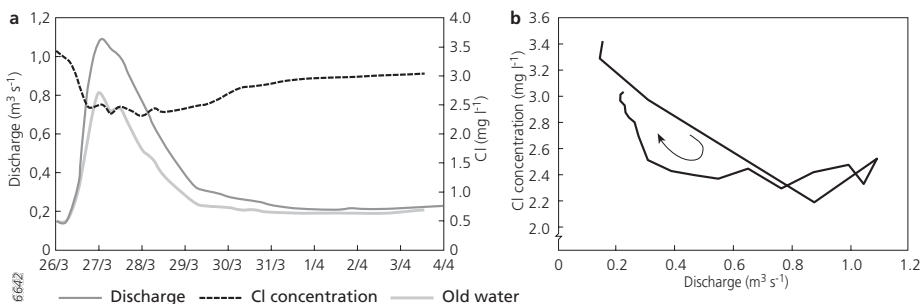 a
Discharge (m³ s⁻¹)
1,2
1,0
0,8
0,6
0,4
0,2
0
26/3 27/3 28/3 29/3 30/3 31/3 1/4 2/4 3/4 4/4
4.0
3.5
3.0
2.5
2.0
1.5
1.0
0.5
0
Cl (mg l⁻¹)
Discharge Cl concentration Old water
6642
b
Cl concentration (mg l⁻¹)
3.6
3.4
3.2
3.0
2.8
2.6
2.4
2.2
2.0
0 0.2 0.4 0.6 0.8 1.0 1.2
Discharge (m³ s⁻¹)